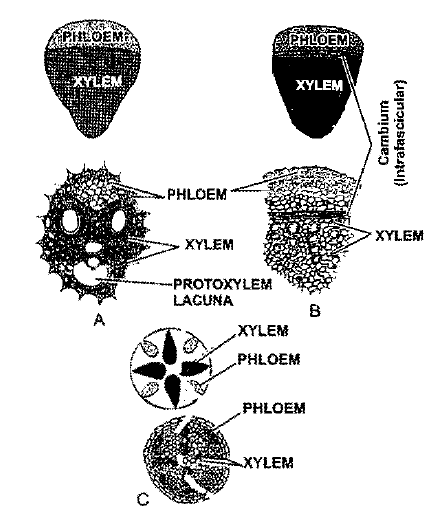 PHLOEM
XYLEM
PHLOEM
XYLEM
Cambium
(Intrafascicular)
PHLOEM
XYLEM
XYLEM
PROTOXYLEM
LACUNA
A
B
XYLEM
PHLOEM
PHLOEM
XYLEM
C